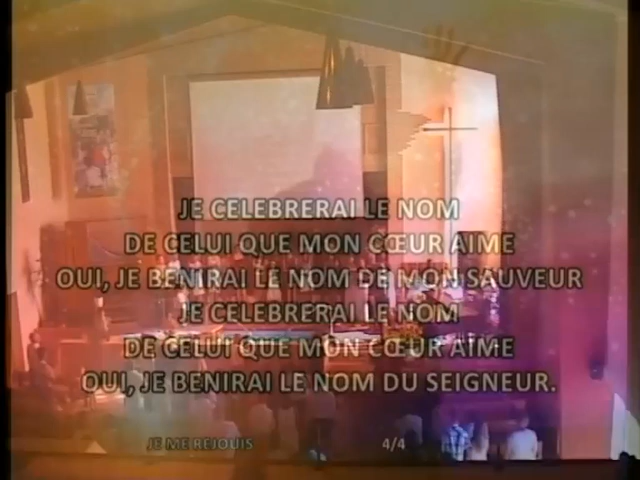 JE CELEBRERAI LE NOM
DE CELUI QUE MON CŒUR AIME
OUI, JE BENIRAI LE NOM DE MON SAUVEUR
JE CELEBRERAI LE NOM
DE CELUI QUE MON CŒUR AIME
OUI, JE BENIRAI LE NOM DU SEIGNEUR.
JE ME REJOUIS 4/4